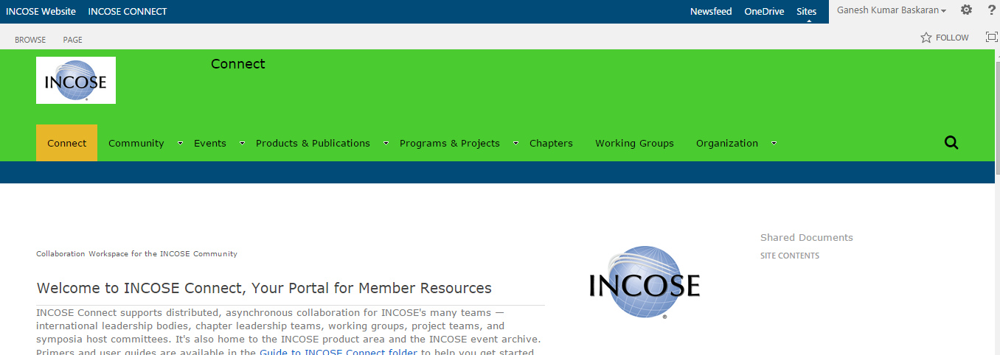 INCOSE Website INCOSE CONNECT Newsfeed OneDrive Sites Ganesh Kumar Baskaran ?
BROWSE PAGE FOLLOW
INCOSE
®
Connect
Connect Community Events Products & Publications Programs & Projects Chapters Working Groups Organization
Collaboration Workspace for the INCOSE Community
Welcome to INCOSE Connect, Your Portal for Member Resources
INCOSE Connect supports distributed, asynchronous collaboration for INCOSE's many teams —
international leadership bodies, chapter leadership teams, working groups, project teams, and
symposia host committees. It's also home to the INCOSE product area and the INCOSE event archive.
Primers and user guides are available in the Guide to INCOSE Connect folder to help you get started
INCOSE
®
Shared Documents
SITE CONTENTS